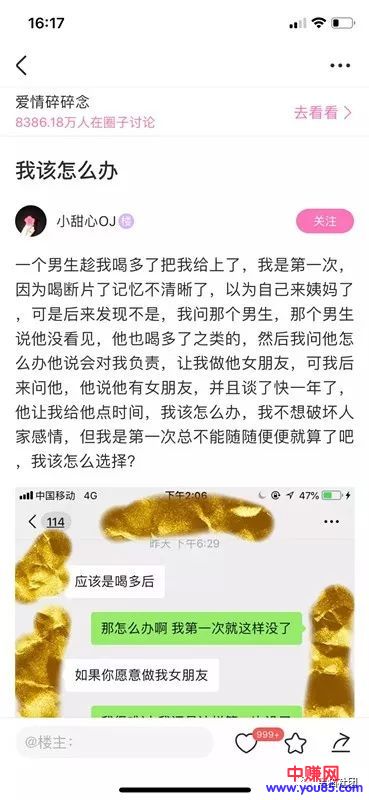 16:17
爱情碎碎念
8386.18万人在圈子讨论
去看看
我该怎么办
小甜心OJ
楼
关注
一个男生趁我喝多了把我给上了，我是第一次，
因为喝断片了记忆不清晰了，以为自己来姨妈了
，可是后来发现不是，我问那个男生，那个男生
说他没看见，他也喝多了之类的，然后我问他怎
么办他说会对我负责，让我做他女朋友，可我后
来问他，他说他有女朋友，并且谈了快一年了，
他让我给他点时间，我该怎么办，我不想破坏人
家感情，但我是第一次总不能随随便便就算了吧
，我该怎么选择？
中国移动 4G
下午2:06
47%
114
昨天 下午6:29
应该是喝多后
那怎么办啊 我第一次就这样没了
如果你愿意做我女朋友
@楼主：
999+
中赚网
www.you85.com